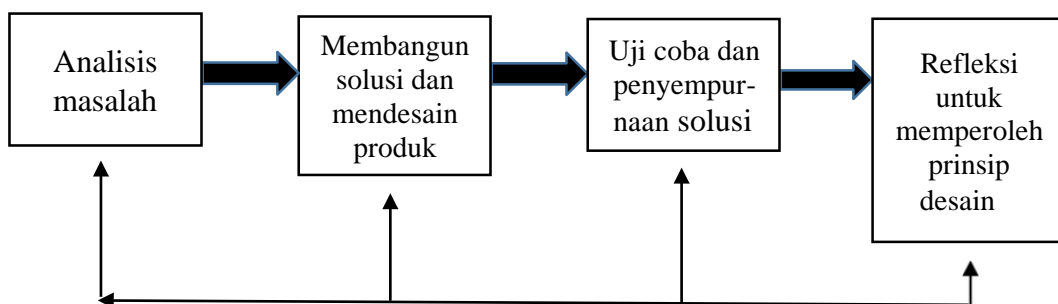 Analisis
masalah
Membangun
solusi dan
mendesain
produk
Uji coba dan
penyempur-
naan solusi
Refleksi
untuk
memperoleh
prinsip
desain